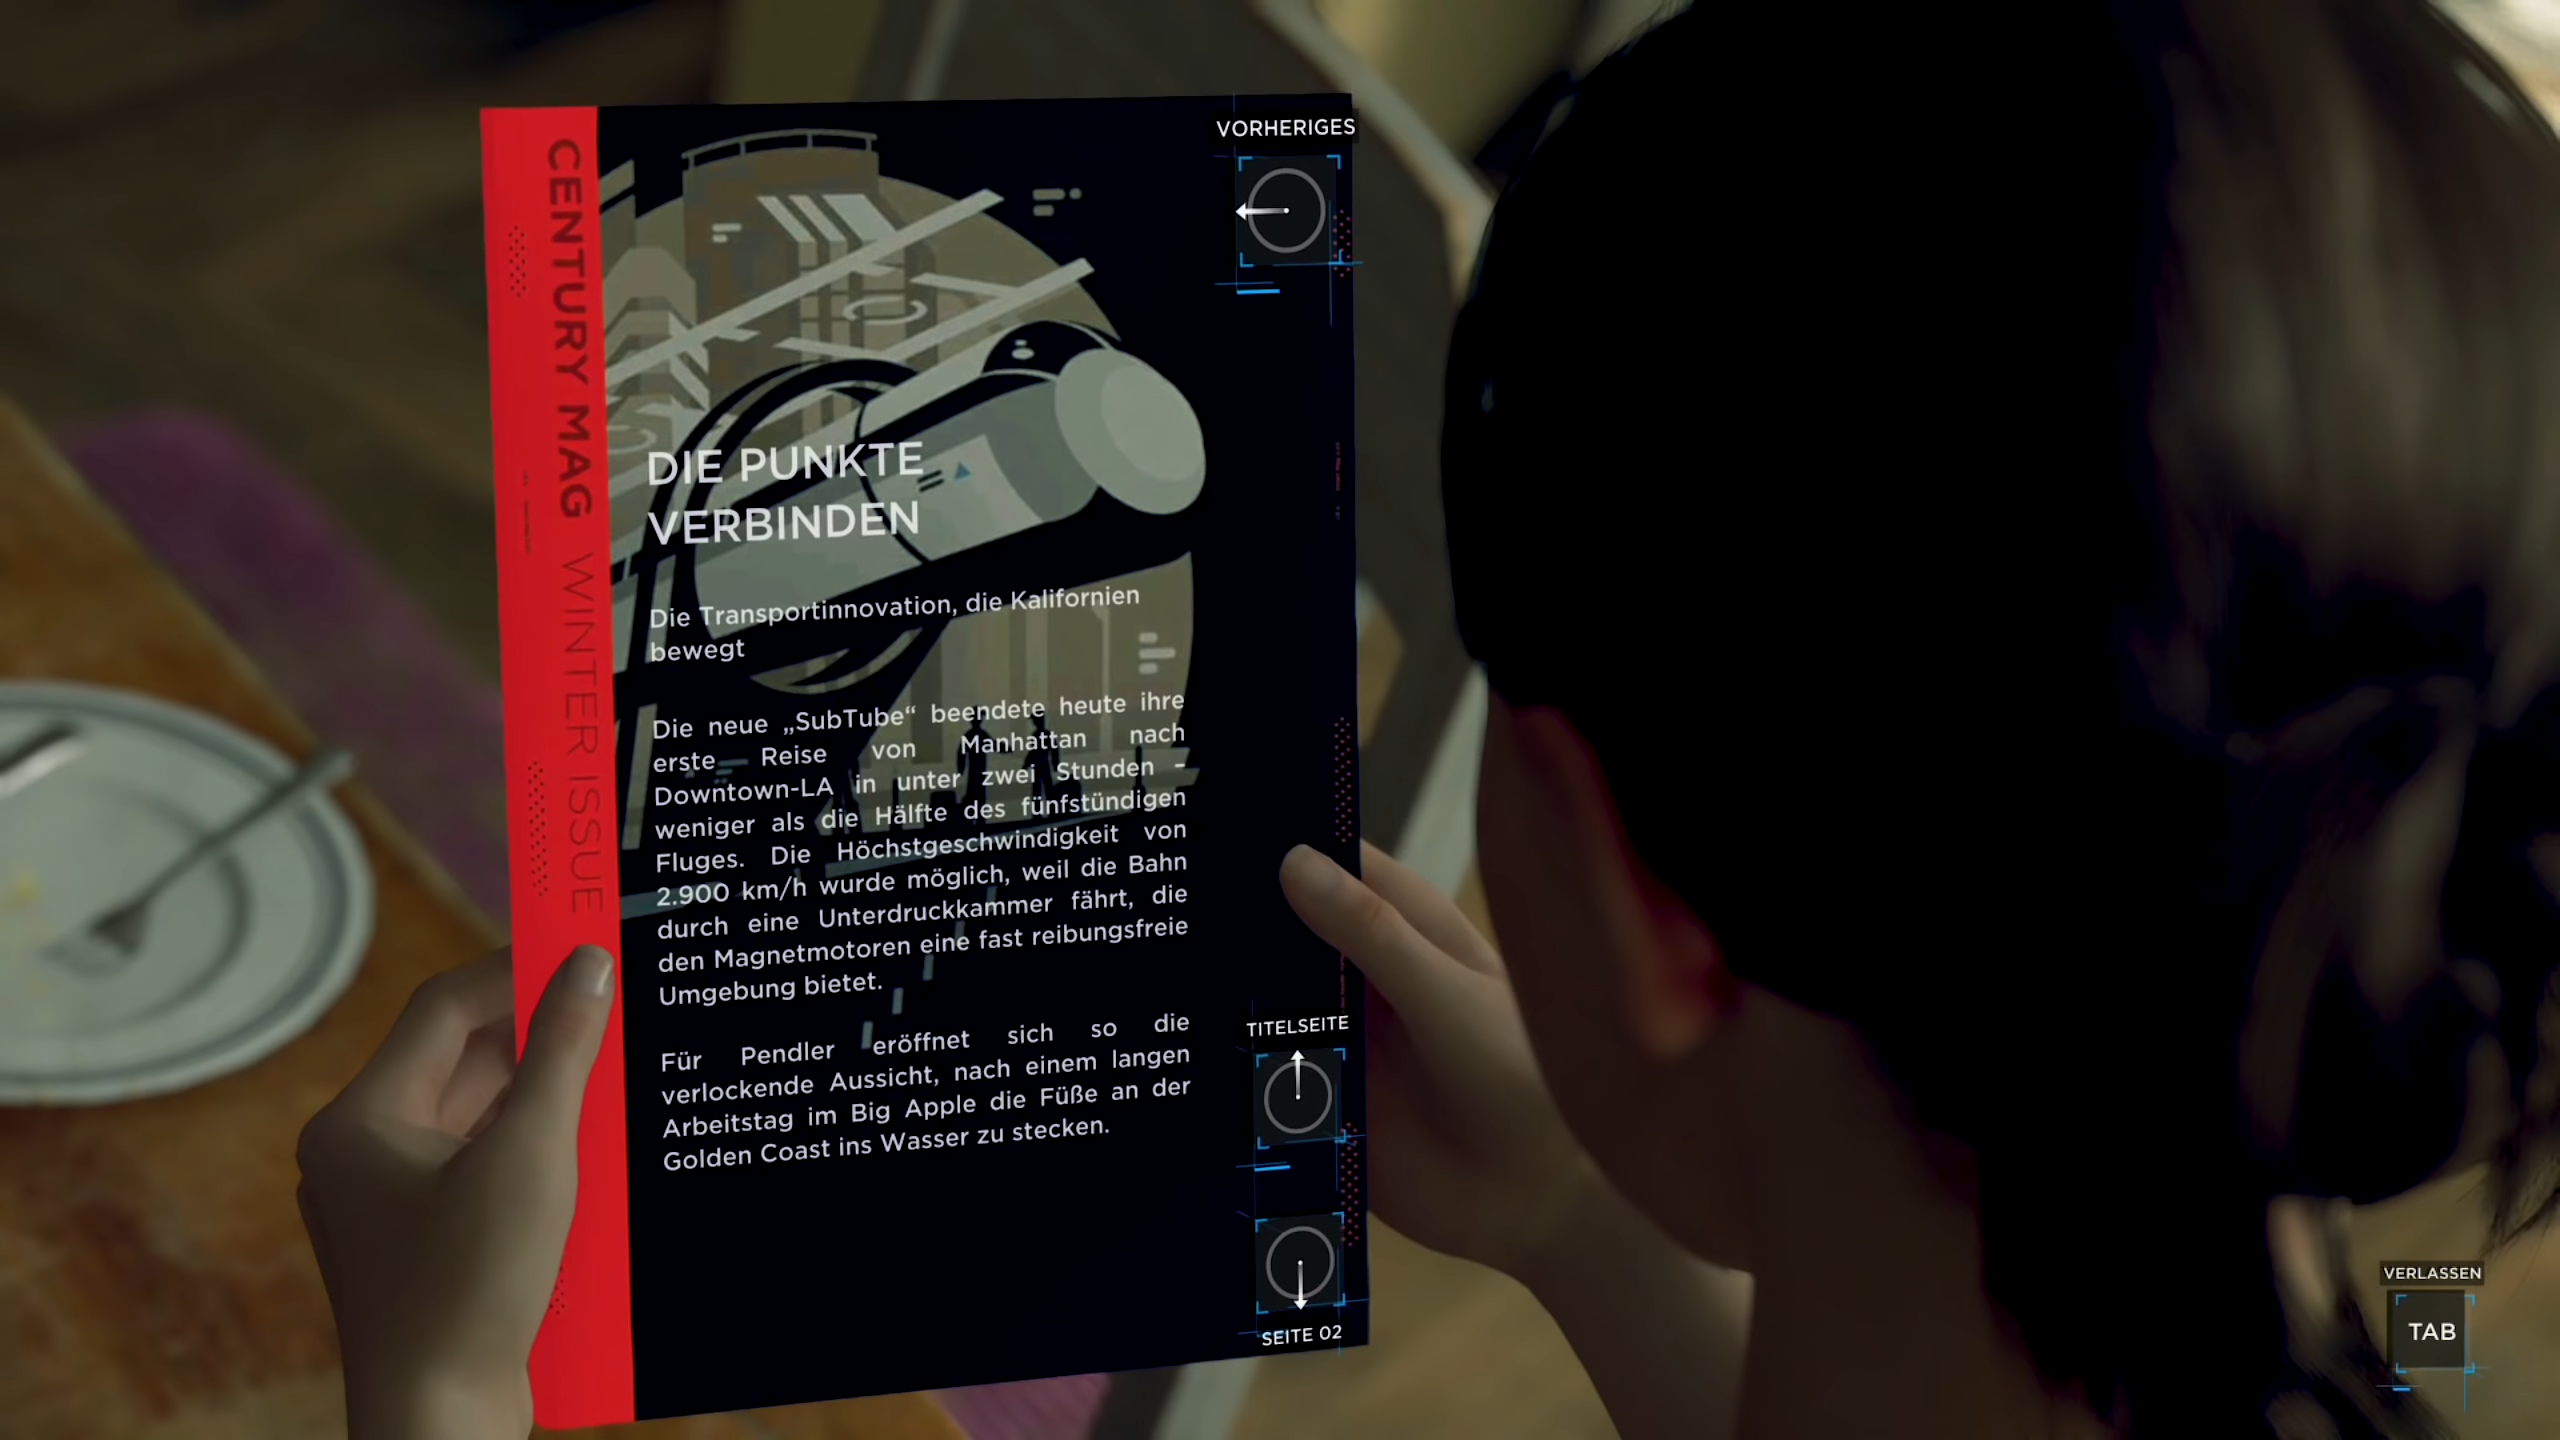 VORHERIGES
CENTURY MAG WINTER ISSUE
DIE PUNKTE
VERBINDEN
Die Transportinnovation, die Kalifornien
bewegt
Die neue „SubTube“ beendete heute ihre
erste Reise von Manhattan nach
Downtown-LA in unter zwei Stunden -
weniger als die Hälfte des fünfstündigen
Fluges. Die Höchstgeschwindigkeit von
2.900 km/h wurde möglich, weil die Bahn
durch eine Unterdruckkammer fährt, die
den Magnetmotoren eine fast reibungsfreie
Umgebung bietet.
Für Pendler eröffnet sich so die
verlockende Aussicht, nach einem langen
Arbeitstag im Big Apple die Füße an der
Golden Coast ins Wasser zu stecken.
TITELSEITE
SEITE 02
VERLASSEN
TAB